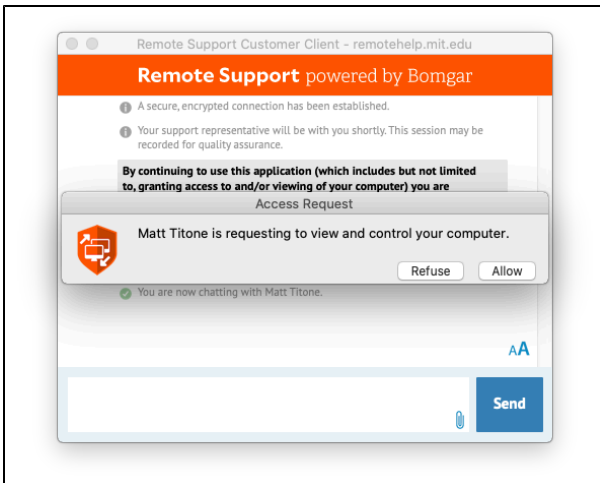 Remote Support Customer Client - remotehelp.mit.edu
Remote Support powered by Bomgar
A secure, encrypted connection has been established.
Your support representative will be with you shortly. This session may be
recorded for quality assurance.
By continuing to use this application (which includes but not limited
to, granting access to and/or viewing of your computer) you are
Access Request
Matt Titone is requesting to view and control your computer.
Refuse Allow
You are now chatting with Matt Titone.
AA
Send